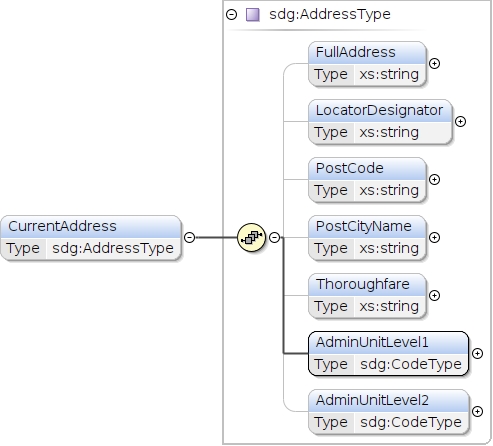 sdg:AddressType
FullAddress
Type xs:string
LocatorDesignator
Type xs:string
PostCode
Type xs:string
CurrentAddress
Type sdg:AddressType
PostCityName
Type xs:string
Thoroughfare
Type xs:string
AdminUnitLevel1
Type sdg:CodeType
AdminUnitLevel2
Type sdg:CodeType